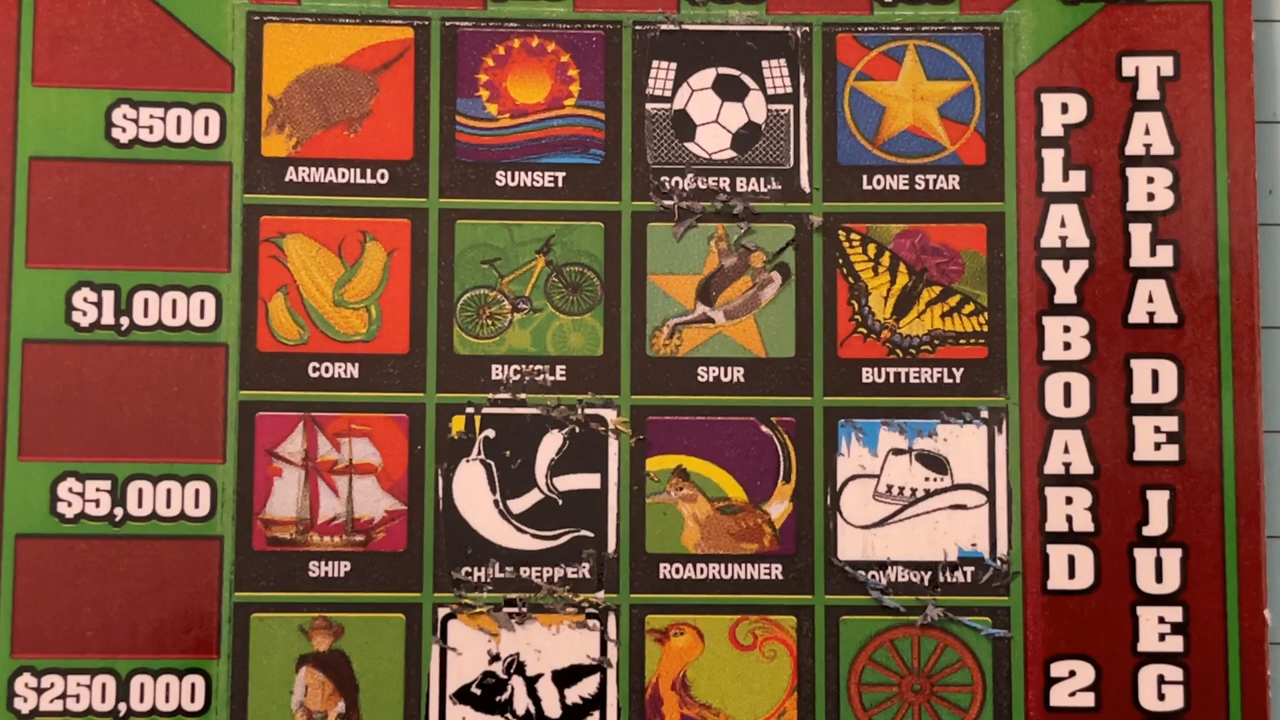 $500
$1,000
$5,000
$250,000
ARMADILLO
SUNSET
SOCCER BALL
LONE STAR
CORN
BICYCLE
SPUR
BUTTERFLY
SHIP
CHILI PEPPER
ROADRUNNER
COWBOY HAT
PLAYBOARD 2
TABLA DE JUEG